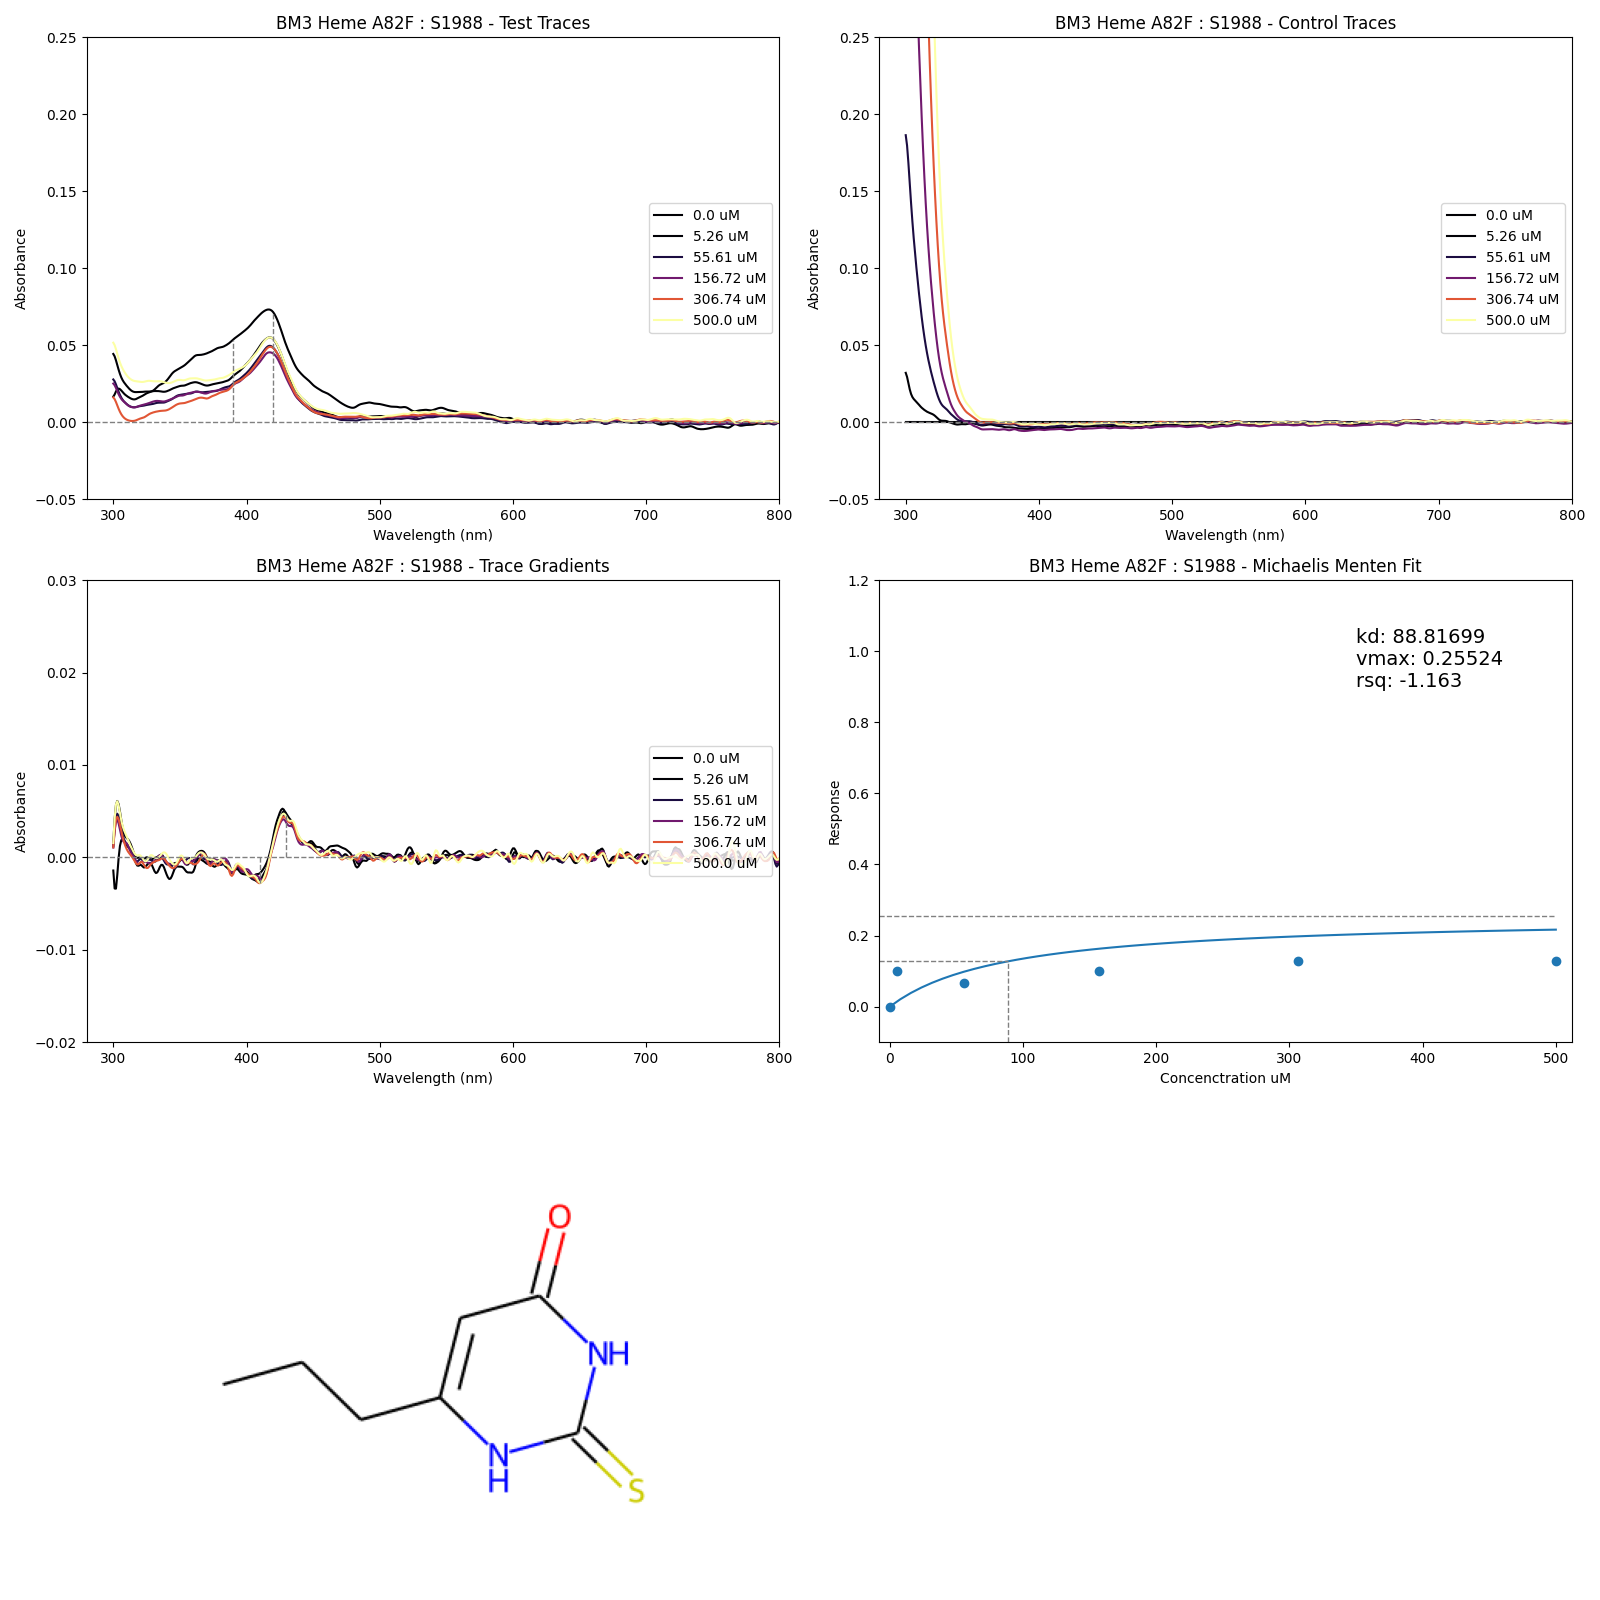 BM3 Heme A82F : S1988 - Test Traces
0.25
0.20
0.15
0.10
0.05
0.00
−0.05
Absorbance
300
400
500
600
700
800
Wavelength (nm)
0.0 uM
5.26 uM
55.61 uM
156.72 uM
306.74 uM
500.0 uM
BM3 Heme A82F : S1988 - Control Traces
0.25
0.20
0.15
0.10
0.05
0.00
−0.05
Absorbance
300
400
500
600
700
800
Wavelength (nm)
0.0 uM
5.26 uM
55.61 uM
156.72 uM
306.74 uM
500.0 uM
BM3 Heme A82F : S1988 - Trace Gradients
0.03
0.02
0.01
0.00
−0.01
−0.02
Absorbance
300
400
500
600
700
800
Wavelength (nm)
0.0 uM
5.26 uM
55.61 uM
156.72 uM
306.74 uM
500.0 uM
BM3 Heme A82F : S1988 - Michaelis Menten Fit
1.2
1.0
0.8
0.6
0.4
0.2
0.0
Response
0
100
200
300
400
500
Concenctration uM
kd: 88.81699
vmax: 0.25524
rsq: -1.163
O
NH
N
H
S